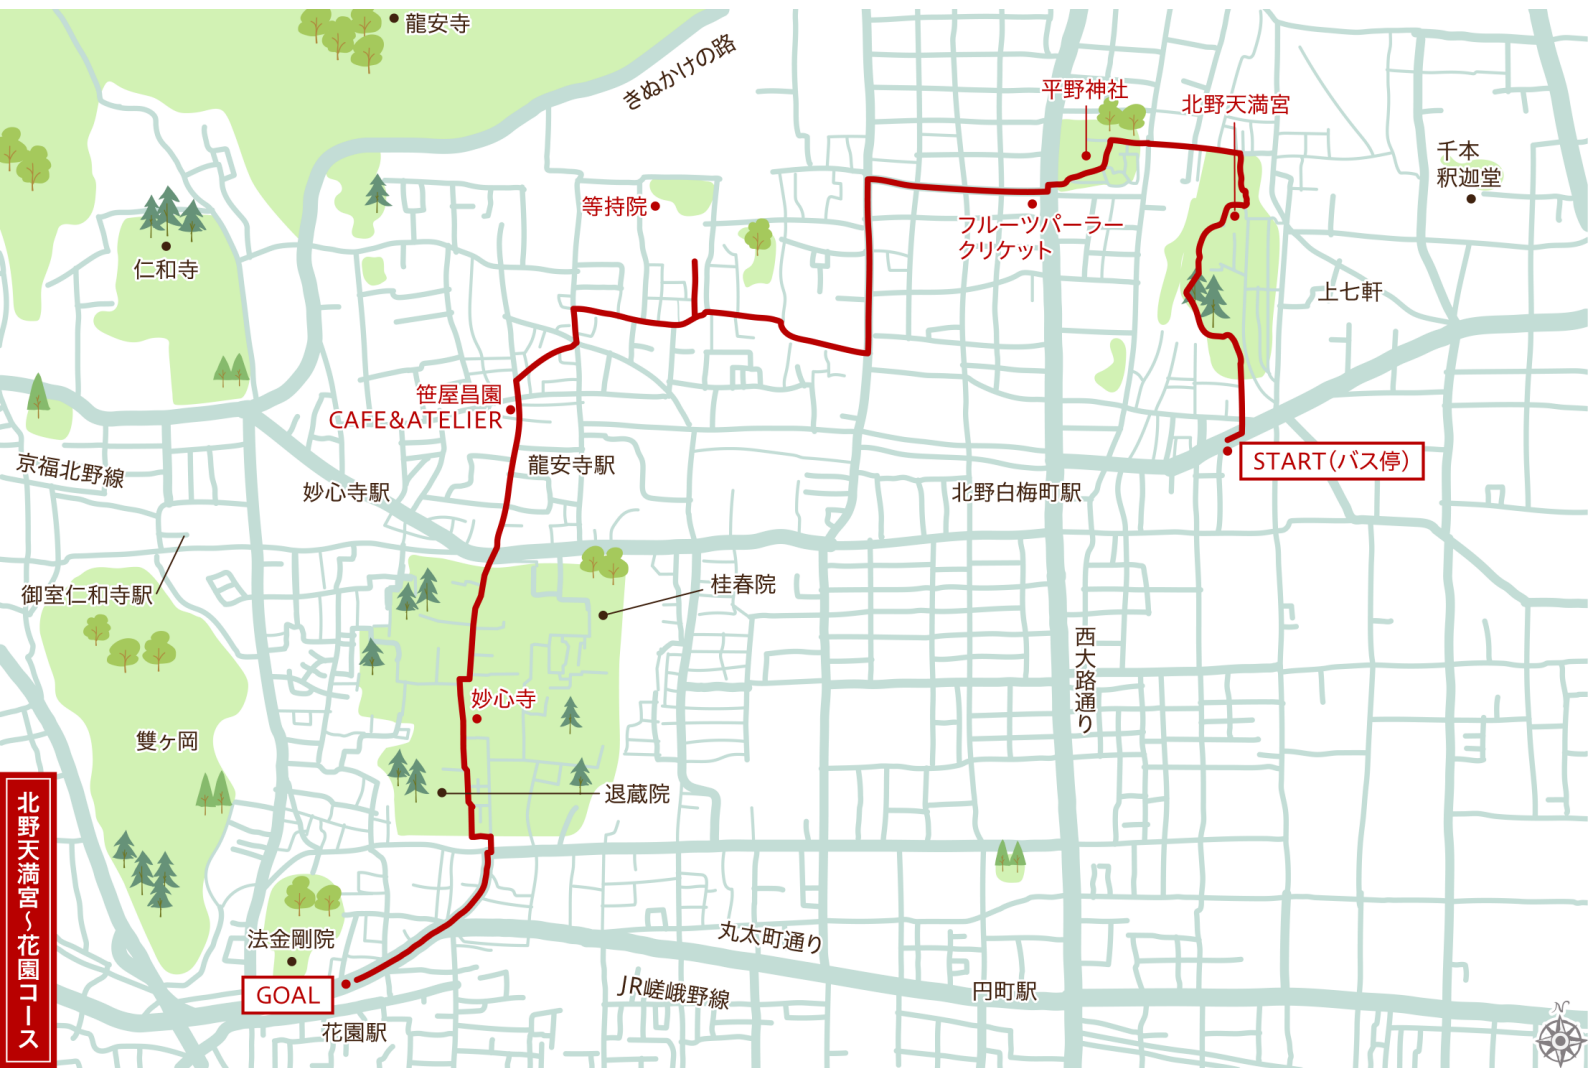 龍安寺
きぬかけの路
平野神社
北野天満宮
千本
釈迦堂
等持院
フルーツパーラー
クリケット
仁和寺
上七軒
笹屋昌園
CAFE&ATELIER
龍安寺駅
START(バス停)
京福北野線
妙心寺駅
北野白梅町駅
御室仁和寺駅
桂春院
西大路通り
妙心寺
雙ヶ岡
退蔵院
北野天満宮〜花園コース
法金剛院
丸太町通り
GOAL
JR嵯峨野線
円町駅
花園駅
N